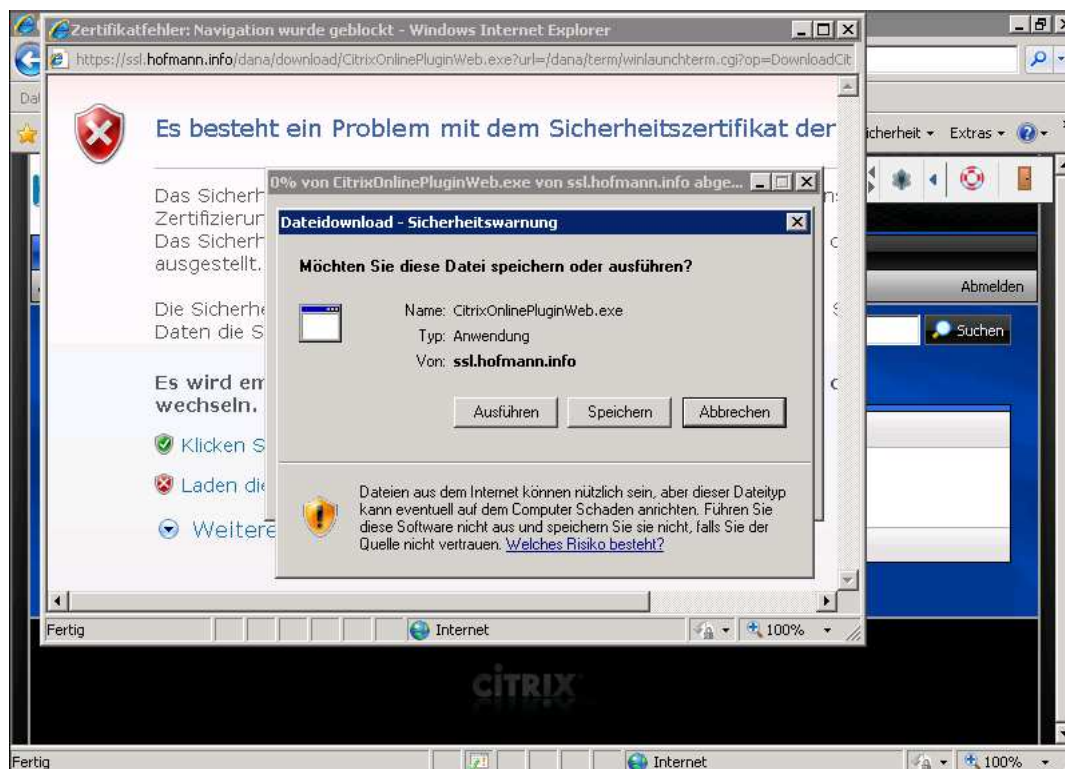 Zertifikatfehler: Navigation wurde geblockt - Windows Internet Explorer
https://ssl.hofmann.info/dana/download/CitrixOnlinePluginWeb.exe?url=/dana/term/winlaunchterm.cgi?op=DownloadCit
Es besteht ein Problem mit dem Sicherheitszertifikat der
icherheit
Extras
0% von CitrixOnlinePluginWeb.exe von ssl.hofmann.info abge...
Das Sicherh
Zertifizierun
Das Sicherh
ausgestellt.
Dateidownload - Sicherheitswarnung
Möchten Sie diese Datei speichern oder ausführen?
Abmelden
Die Sicherhe
Daten die S
Name: CitrixOnlinePluginWeb.exe
Typ: Anwendung
Von: ssl.hofmann.info
Suchen
Es wird em
wechseln.
Ausführen Speichern Abbrechen
Klicken S
Laden die
Weitere
Dateien aus dem Internet können nützlich sein, aber dieser Dateityp
kann eventuell auf dem Computer Schaden anrichten. Führen Sie
diese Software nicht aus und speichern Sie sie nicht, falls Sie der
Quelle nicht vertrauen. Welches Risiko besteht?
Fertig Internet 100%
CITRIX
Fertig Internet 100%